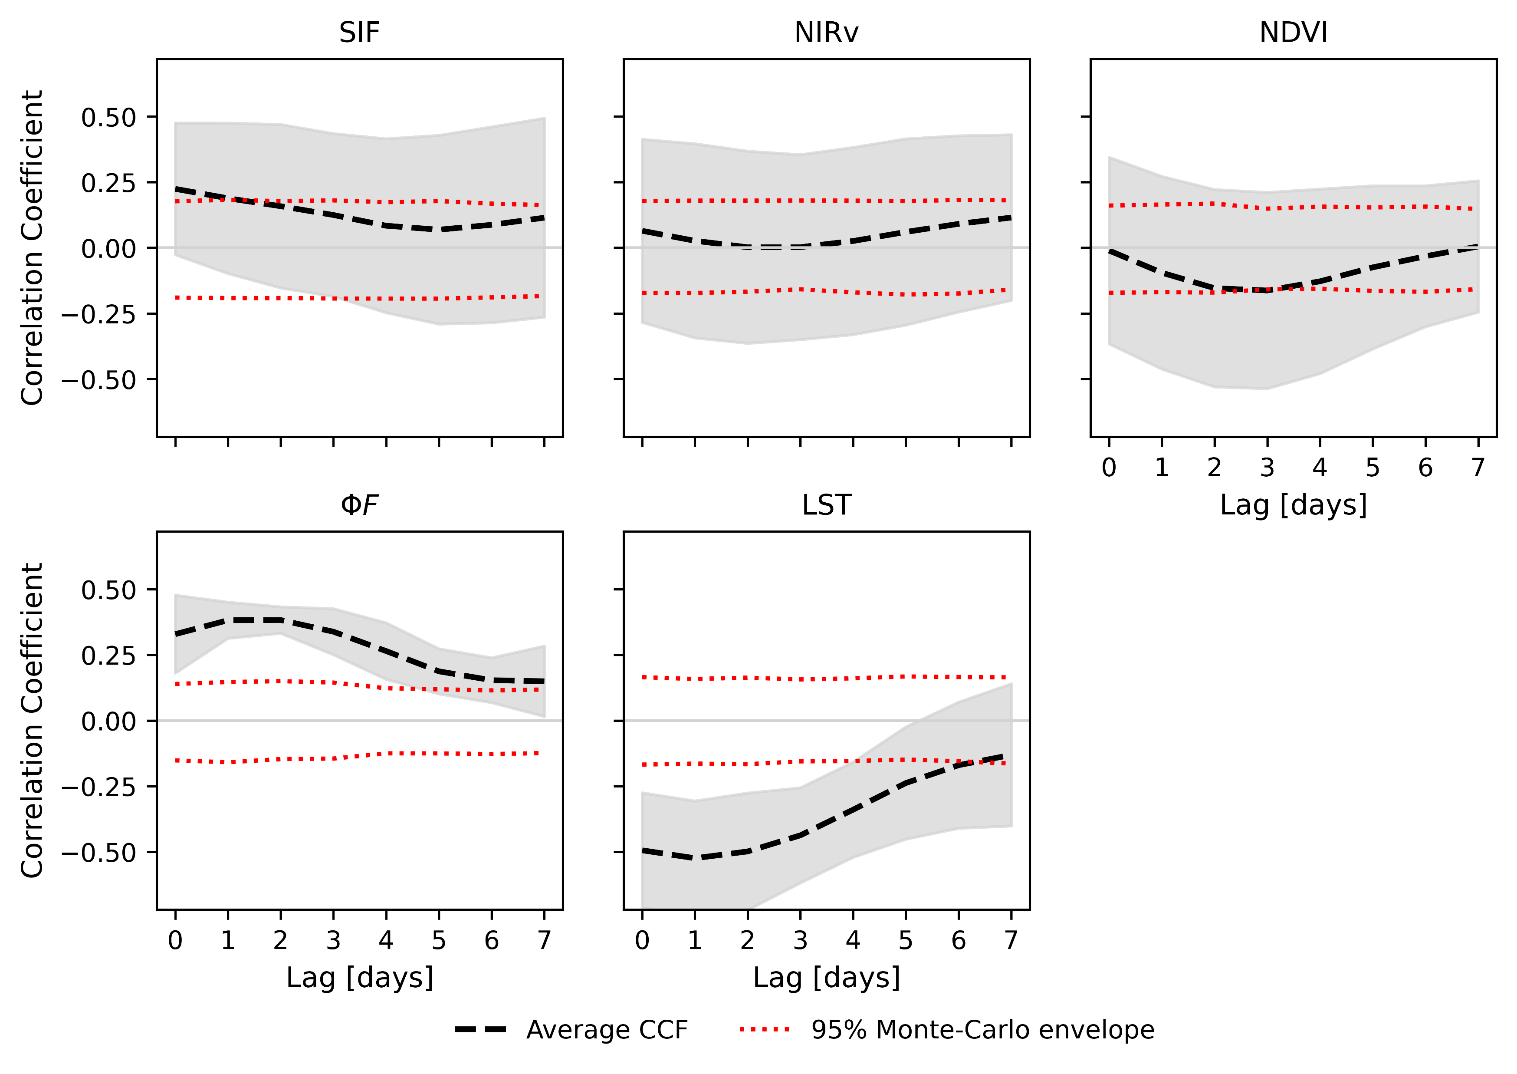 SIF
NIRv
NDVI
Correlation Coefficient
0.50
0.25
0.00
−0.25
−0.50
0 1 2 3 4 5 6 7
Lag [days]
ΦF
LST
Correlation Coefficient
0.50
0.25
0.00
−0.25
−0.50
0 1 2 3 4 5 6 7
0 1 2 3 4 5 6 7
Lag [days]
Lag [days]
Average CCF
95% Monte-Carlo envelope